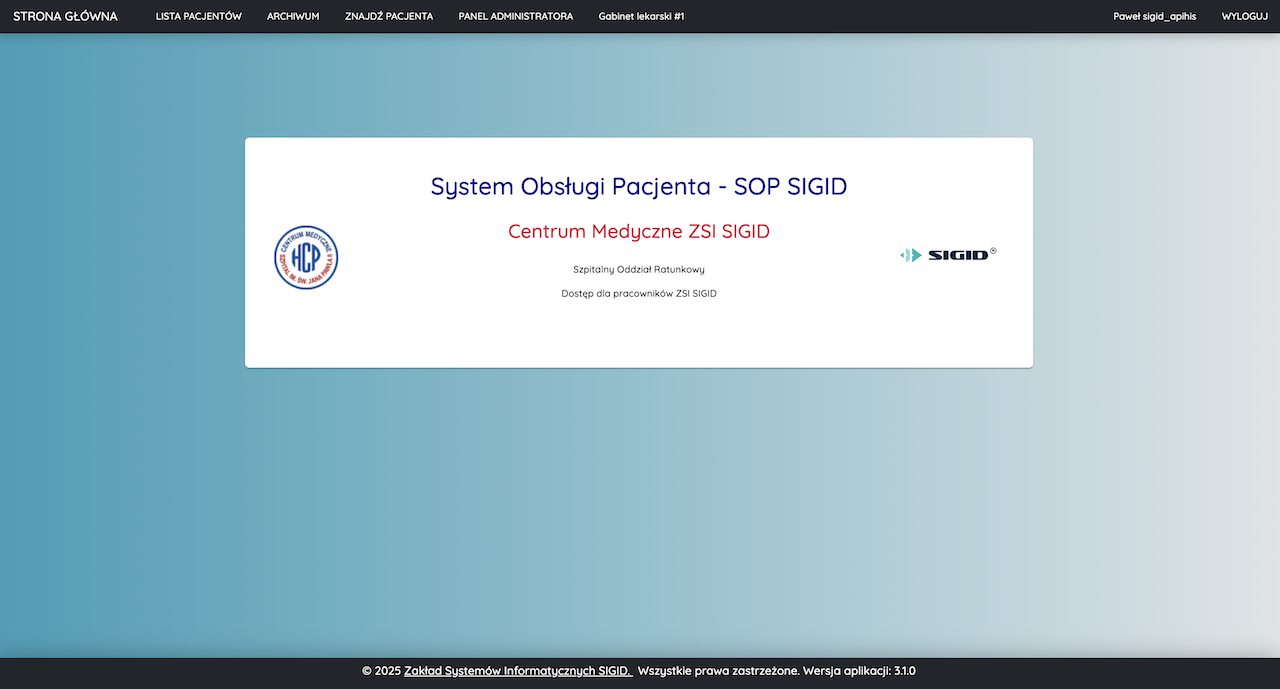 STRONA GŁÓWNA LISTA PACJENTÓW ARCHIWUM ZNAJDŹ PACJENTA PANEL ADMINISTRATORA Gabinet lekarski #1 Paweł sigid_apihis WYLOGUJ
System Obsługi Pacjenta - SOP SIGID
Centrum Medyczne ZSI SIGID
CENTRUM MEDYCZNE
HCP
SZPITAL IM. ŚW. JANA PAWŁA II
SIGID®
Szpitalny Oddział Ratunkowy
Dostęp dla pracowników ZSI SIGID
© 2025 Zakład Systemów Informatycznych SIGID. Wszystkie prawa zastrzeżone. Wersja aplikacji: 3.1.0